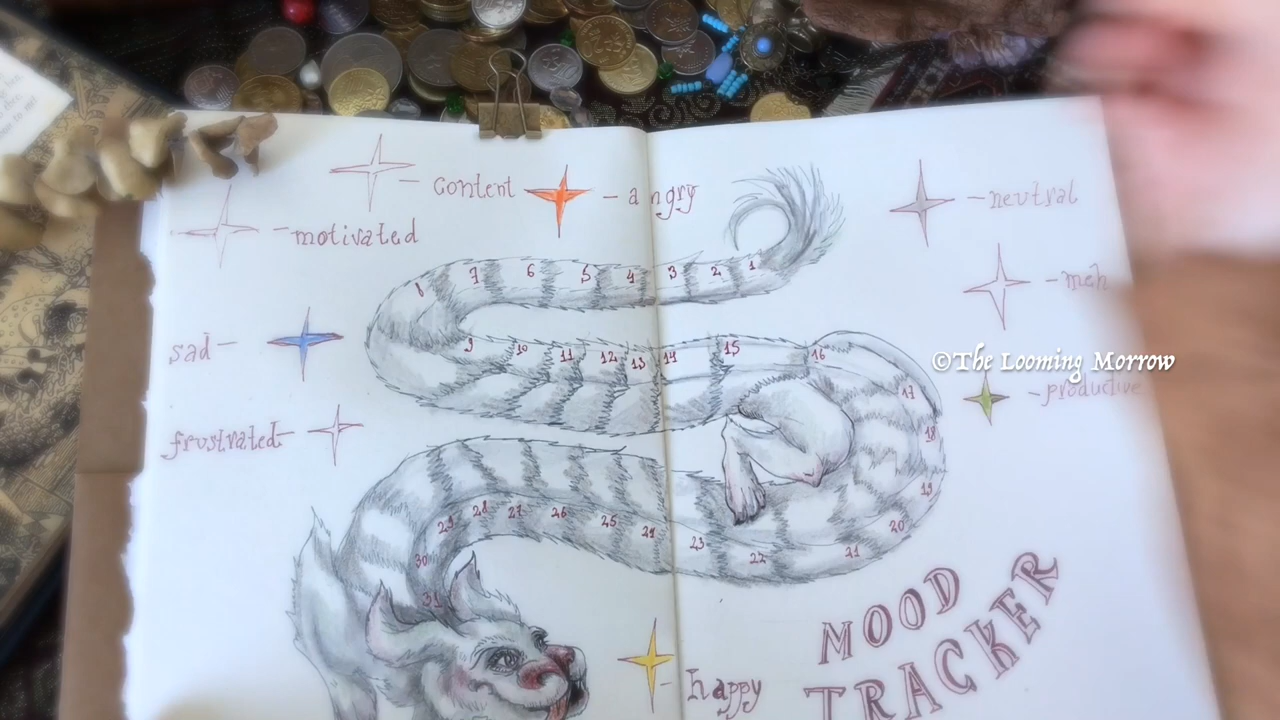 content
angry
neutral
motivated
meh
sad
frustrated
productive
©The Looming Morrow
1
2
3
4
5
6
7
8
9
10
11
12
13
14
15
16
17
18
19
20
21
22
23
24
25
26
27
28
29
30
31
happy
MOOD
TRACKER